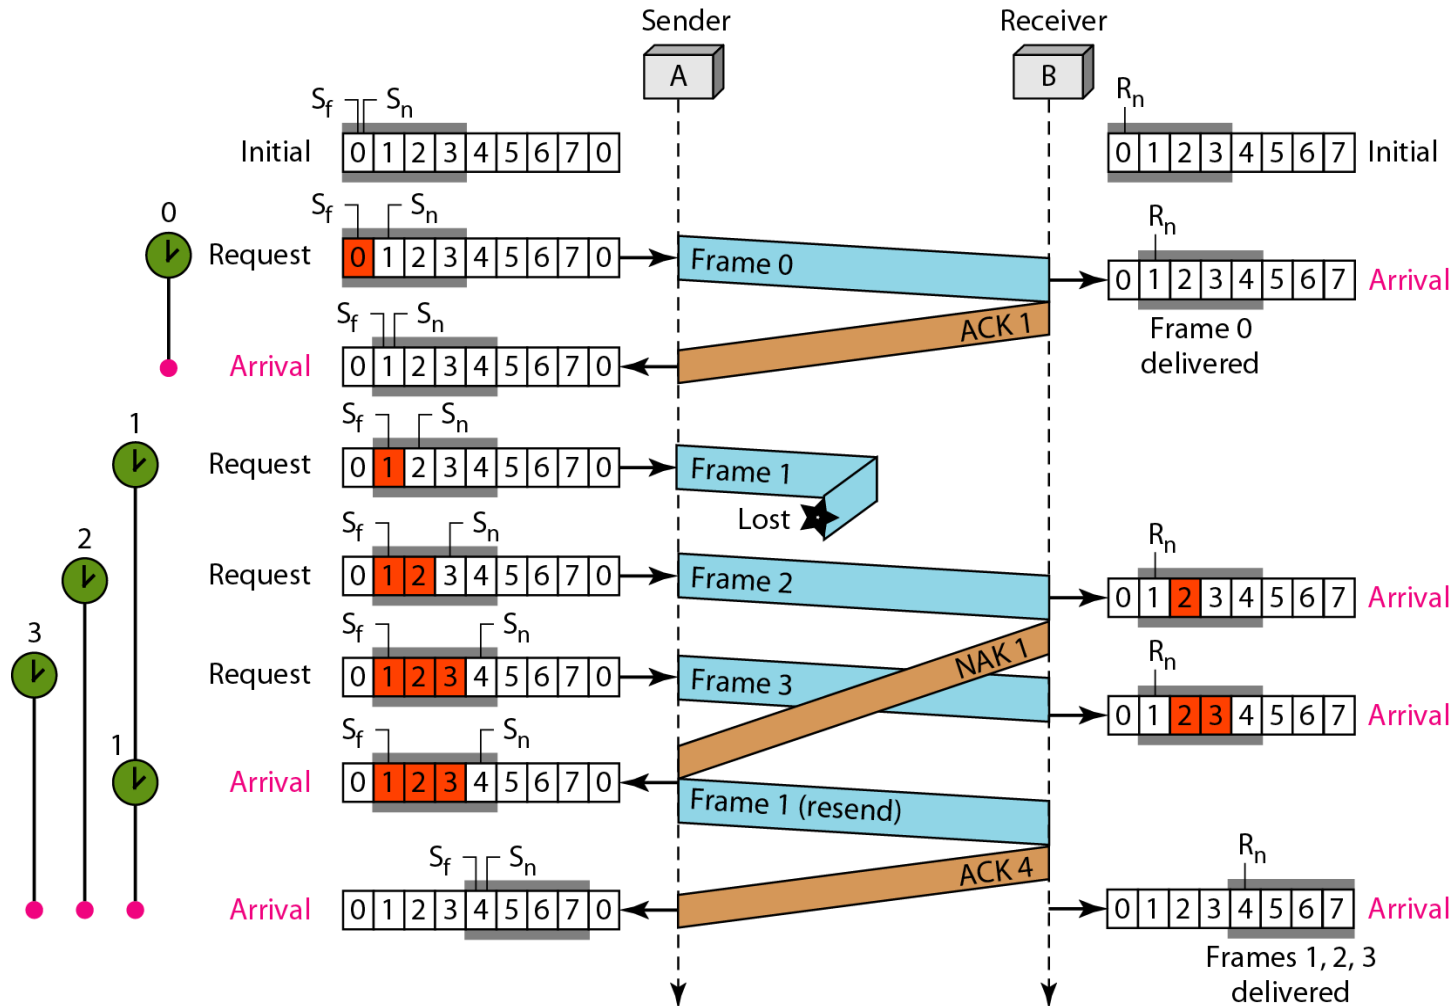 Sender Receiver
A B
Sf Sn Rn
Initial 0 1 2 3 4 5 6 7 0 0 1 2 3 4 5 6 7 Initial
0 Sf Sn Rn
Request 0 1 2 3 4 5 6 7 0 Frame 0 0 1 2 3 4 5 6 7 Arrival
Sf Sn ACK 1 Frame 0
Arrival 0 1 2 3 4 5 6 7 0 delivered
1 Sf Sn
Request 0 1 2 3 4 5 6 7 0 Frame 1
Lost
2 Sf Sn Rn
Request 0 1 2 3 4 5 6 7 0 Frame 2 0 1 2 3 4 5 6 7 Arrival
3 Sf Sn NAK 1 Rn
Request 0 1 2 3 4 5 6 7 0 Frame 3 0 1 2 3 4 5 6 7 Arrival
1 Sf Sn
Arrival 0 1 2 3 4 5 6 7 0 Frame 1 (resend)
Sf Sn ACK 4 Rn
Arrival 0 1 2 3 4 5 6 7 0 0 1 2 3 4 5 6 7 Arrival
Frames 1, 2, 3
delivered